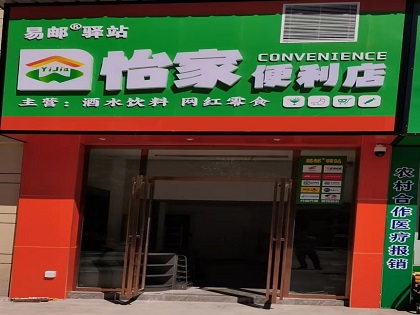 易邮®驿站
YiJia
怡家
CONVENIENCE
便利店
主营：酒水饮料 网红零食
农村合作医疗报销